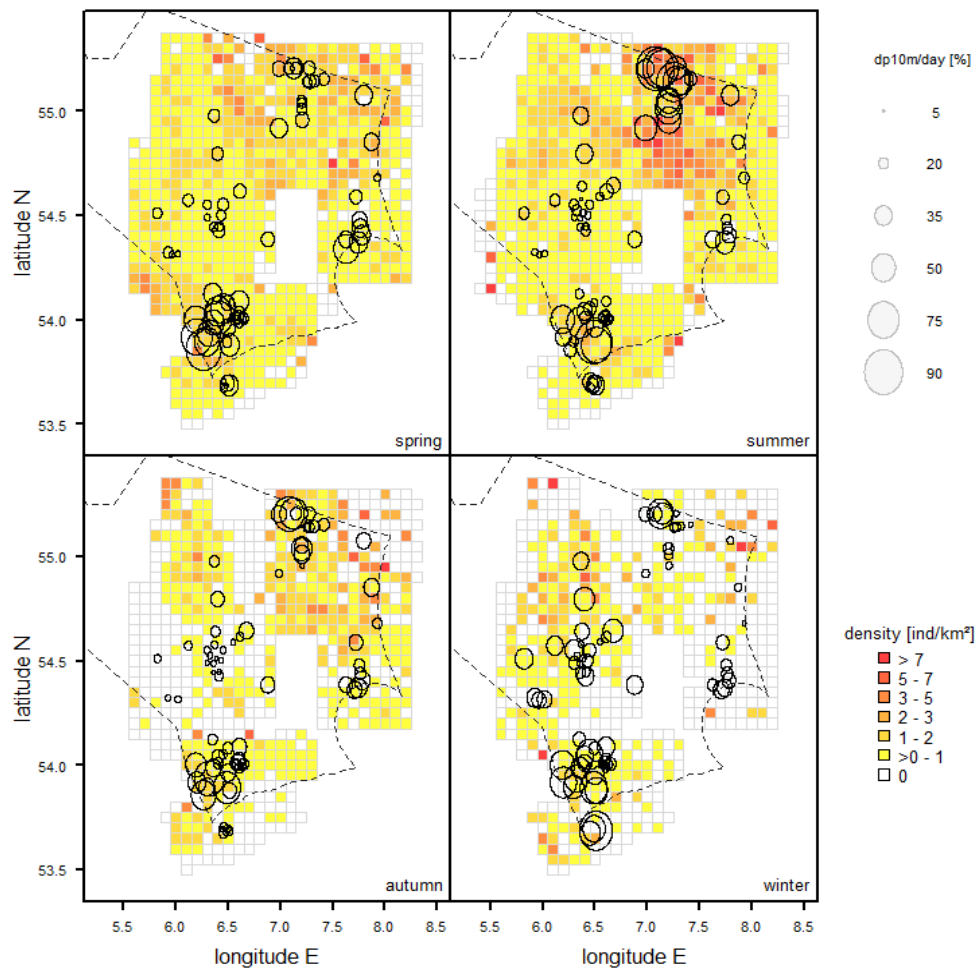 dp10m/day [%]
5
20
35
50
75
90
latitude N
55.0
54.5
54.0
53.5
spring
summer
latitude N
55.0
54.5
54.0
53.5
autumn
winter
density [ind/km²]
> 7
5 - 7
3 - 5
2 - 3
1 - 2
>0 - 1
0
5.5 6.0 6.5 7.0 7.5 8.0 8.5 5.5 6.0 6.5 7.0 7.5 8.0 8.5
longitude E longitude E